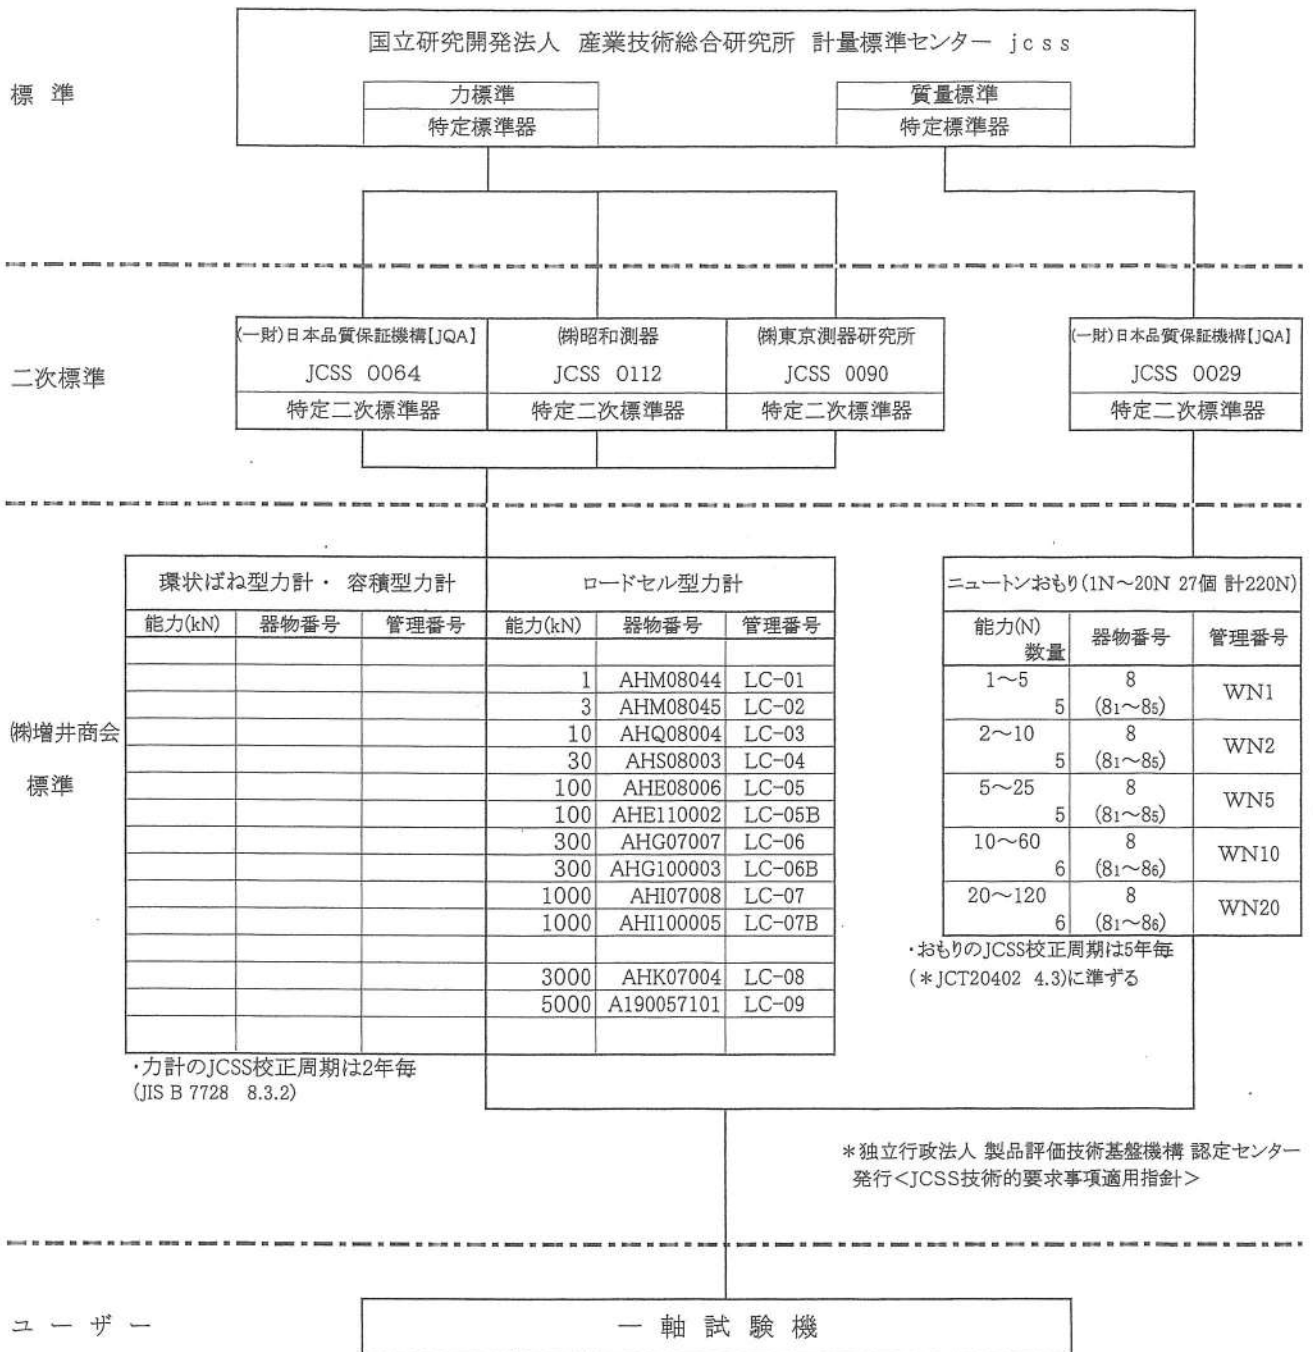 国立研究開発法人 産業技術総合研究所 計量標準センター jcss
標 準
力標準 質量標準
特定標準器 特定標準器
(一財)日本品質保証機構【JQA】 ㈱昭和測器 ㈱東京測器研究所 (一財)日本品質保証機構【JQA】
二次標準
JCSS 0064 JCSS 0112 JCSS 0090 JCSS 0029
特定二次標準器 特定二次標準器 特定二次標準器 特定二次標準器
㈱増井商会
標準
環状ばね型力計・ 容積型力計 ロードセル型力計
能力(kN) 器物番号 管理番号 能力(kN) 器物番号 管理番号
1 AHM08044 LC-01
3 AHM08045 LC-02
10 AHQ08004 LC-03
30 AHS08003 LC-04
100 AHE08006 LC-05
100 AHE110002 LC-05B
300 AHG07007 LC-06
300 AHG100003 LC-06B
1000 AHI07008 LC-07
1000 AHI100005 LC-07B
3000 AHK07004 LC-08
5000 A190057101 LC-09
・力計のJCSS校正周期は2年毎
(JIS B 7728 8.3.2)
ニュートンおもり(1N～20N 27個 計220N)
能力(N) 器物番号 管理番号
数量
1～5 8 WN1
5 (81～85)
2～10 8 WN2
5 (81～85)
5～25 8 WN5
5 (81～85)
10～60 8 WN10
6 (81～86)
20～120 8 WN20
6 (81～86)
・おもりのJCSS校正周期は5年毎
(＊JCT20402 4.3)に準ずる
＊独立行政法人 製品評価技術基盤機構 認定センター
発行＜JCSS技術的要求事項適用指針＞
ユ ー ザ ー
一 軸 試 験 機